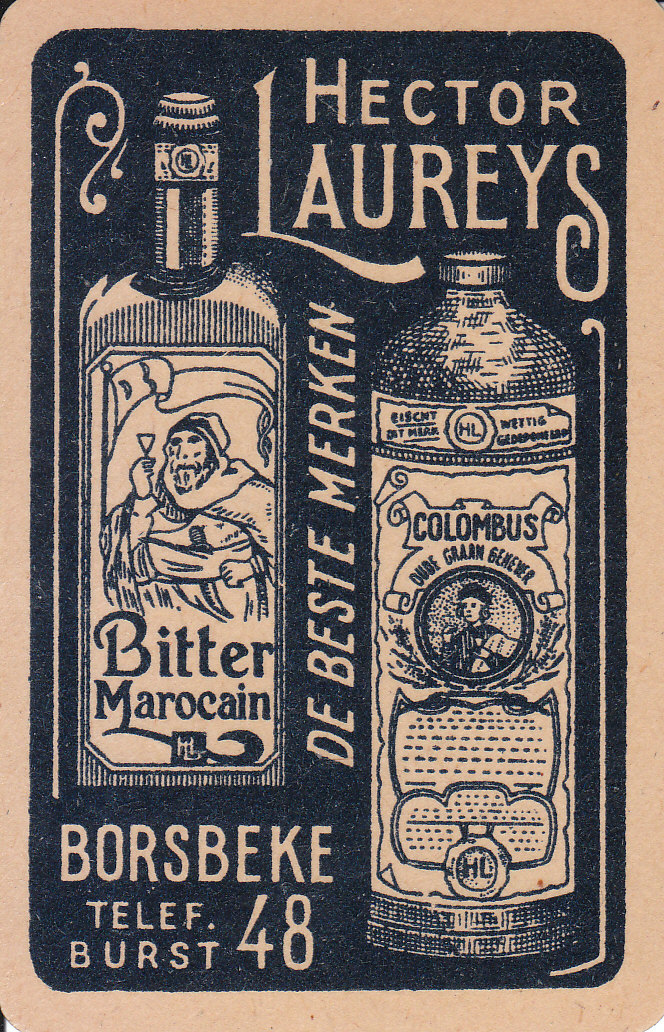 HECTOR
LAUREYS
DE BESTE MERKEN
Bitter
Marocain
HL
EISCHT
DIT MERK
HL
WETTIG
GEDEPONEERD
COLOMBUS
OUDE GRAAN GENEVER
HL
BORSBEKE
TELEF.
BURST 48